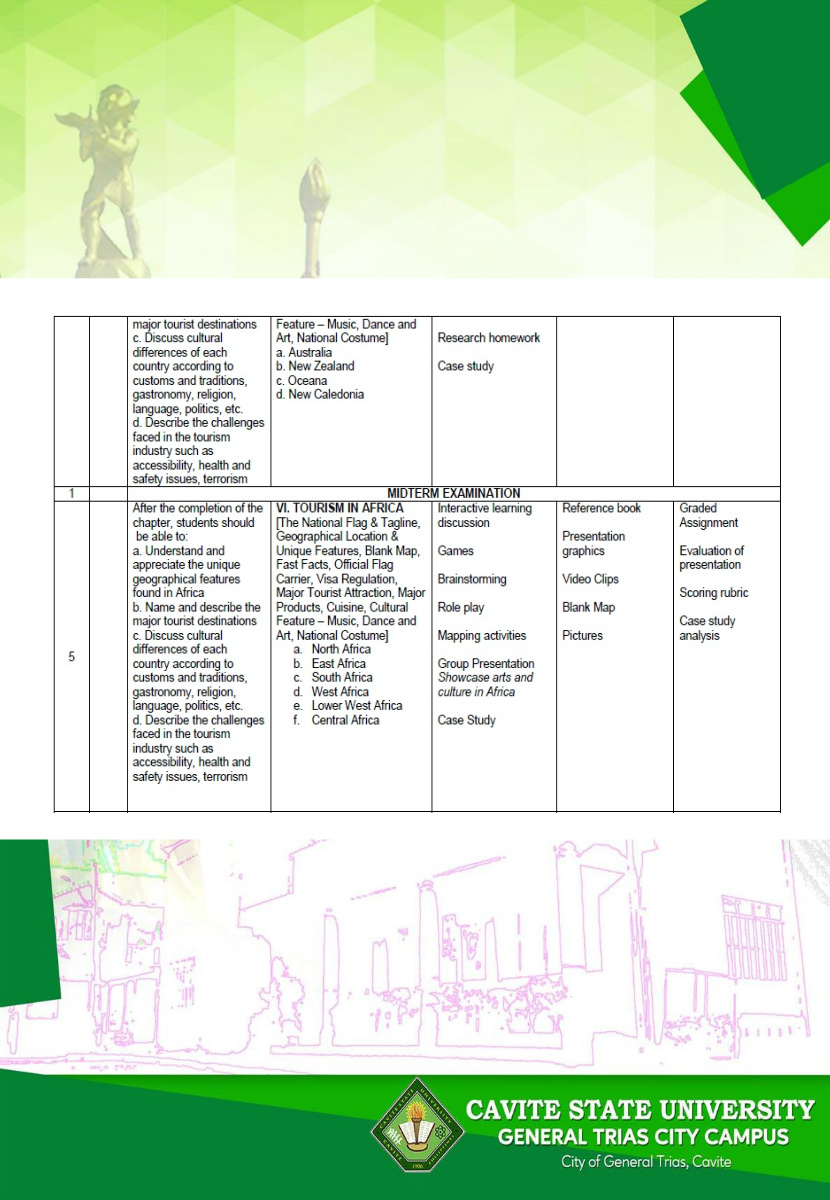 major tourist destinations
c. Discuss cultural
differences of each
country according to
customs and traditions,
gastronomy, religion,
language, politics, etc.
d. Describe the challenges
faced in the tourism
industry such as
accessibility, health and
safety issues, terrorism
Feature – Music, Dance and
Art, National Costume]
a. Australia
b. New Zealand
c. Oceana
d. New Caledonia
Research homework
Case study
1
MIDTERM EXAMINATION
5
After the completion of the
chapter, students should
be able to:
a. Understand and
appreciate the unique
geographical features
found in Africa
b. Name and describe the
major tourist destinations
c. Discuss cultural
differences of each
country according to
customs and traditions,
gastronomy, religion,
language, politics, etc.
d. Describe the challenges
faced in the tourism
industry such as
accessibility, health and
safety issues, terrorism
VI. TOURISM IN AFRICA
[The National Flag & Tagline,
Geographical Location &
Unique Features, Blank Map,
Fast Facts, Official Flag
Carrier, Visa Regulation,
Major Tourist Attraction, Major
Products, Cuisine, Cultural
Feature – Music, Dance and
Art, National Costume]
a. North Africa
b. East Africa
c. South Africa
d. West Africa
e. Lower West Africa
f. Central Africa
Interactive learning
discussion
Games
Brainstorming
Role play
Mapping activities
Group Presentation
Showcase arts and
culture in Africa
Case Study
Reference book
Presentation
graphics
Video Clips
Blank Map
Pictures
Graded
Assignment
Evaluation of
presentation
Scoring rubric
Case study
analysis
CAVITE STATE UNIVERSITY
CAVITE
PHILIPPINES
1906
CAVITE STATE UNIVERSITY
GENERAL TRIAS CITY CAMPUS
City of General Trias, Cavite